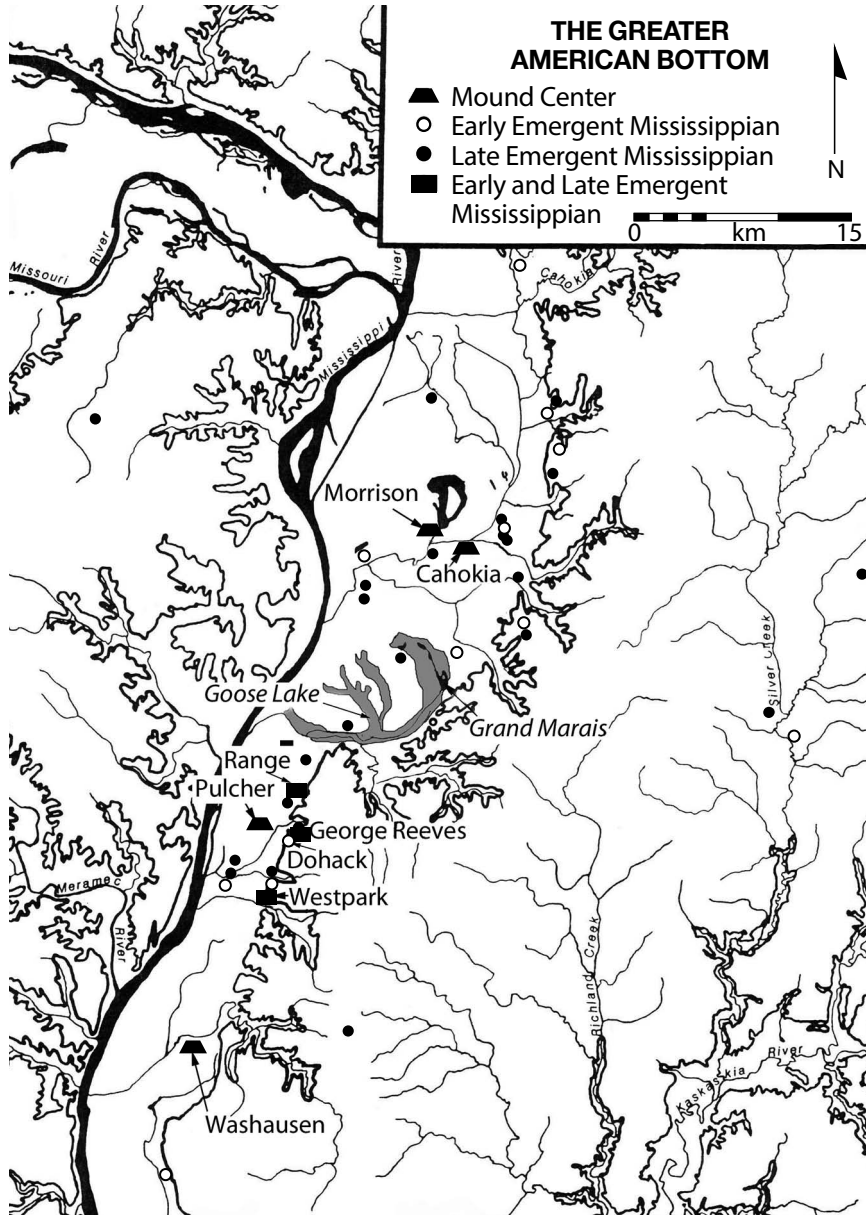 THE GREATER
AMERICAN BOTTOM
Mound Center
Early Emergent Mississippian
Late Emergent Mississippian
Early and Late Emergent
Mississippian
N
0 km 15
Missouri
River
River
Mississippi
Cahokia
Morrison
Cahokia
Silver Creek
Goose Lake
Grand Marais
Range
Pulcher
George Reeves
Dohack
Westpark
Meramec
River
Richland Creek
Kaskaskia
River
Washausen